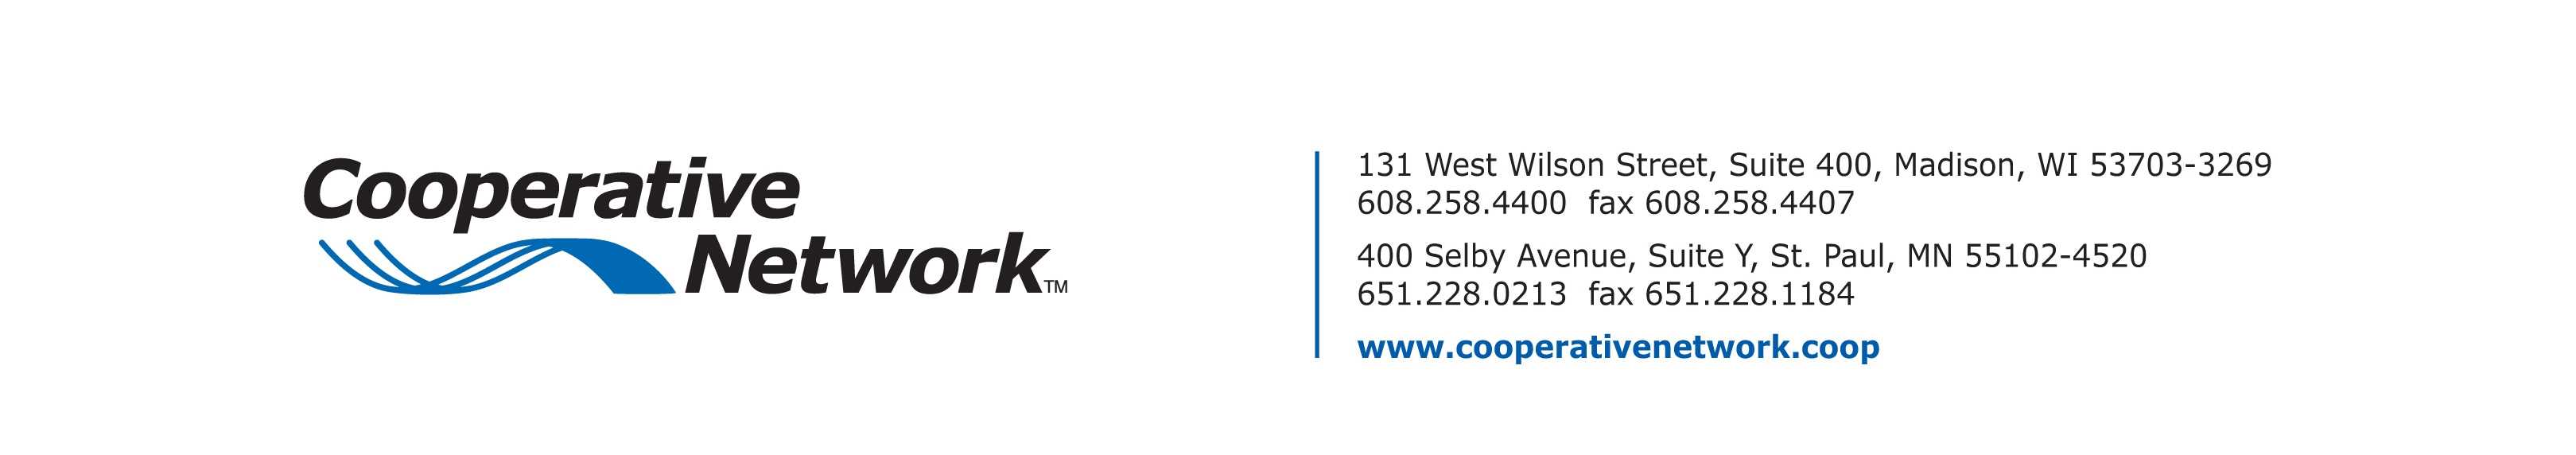 Cooperative
Network™
131 West Wilson Street, Suite 400, Madison, WI 53703-3269
608.258.4400 fax 608.258.4407
400 Selby Avenue, Suite Y, St. Paul, MN 55102-4520
651.228.0213 fax 651.228.1184
www.cooperativenetwork.coop